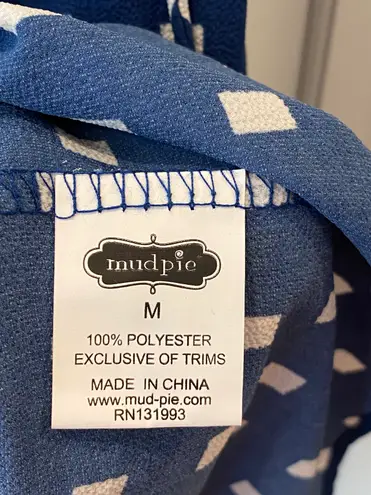 mudpie
M
100% POLYESTER
EXCLUSIVE OF TRIMS
MADE IN CHINA
www.mud-pie.com
RN131993